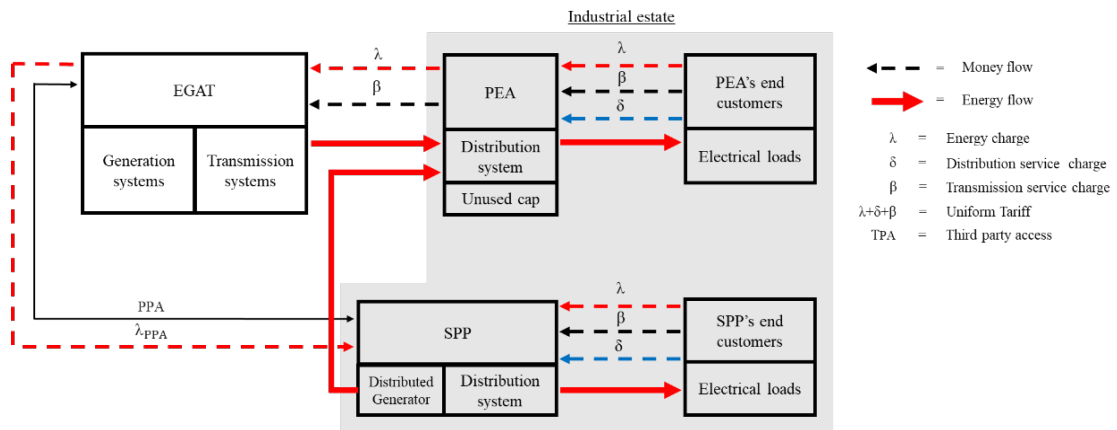 Industrial estate
EGAT
Generation
systems
Transmission
systems
λ
β
PEA
Distribution
system
Unused cap
λ
β
δ
PEA's end
customers
Electrical loads
= Money flow
= Energy flow
λ = Energy charge
δ = Distribution service charge
β = Transmission service charge
λ+δ+β = Uniform Tariff
TPA = Third party access
PPA
λPPA
SPP
Distributed
Generator
Distribution
system
λ
β
δ
SPP's end
customers
Electrical loads